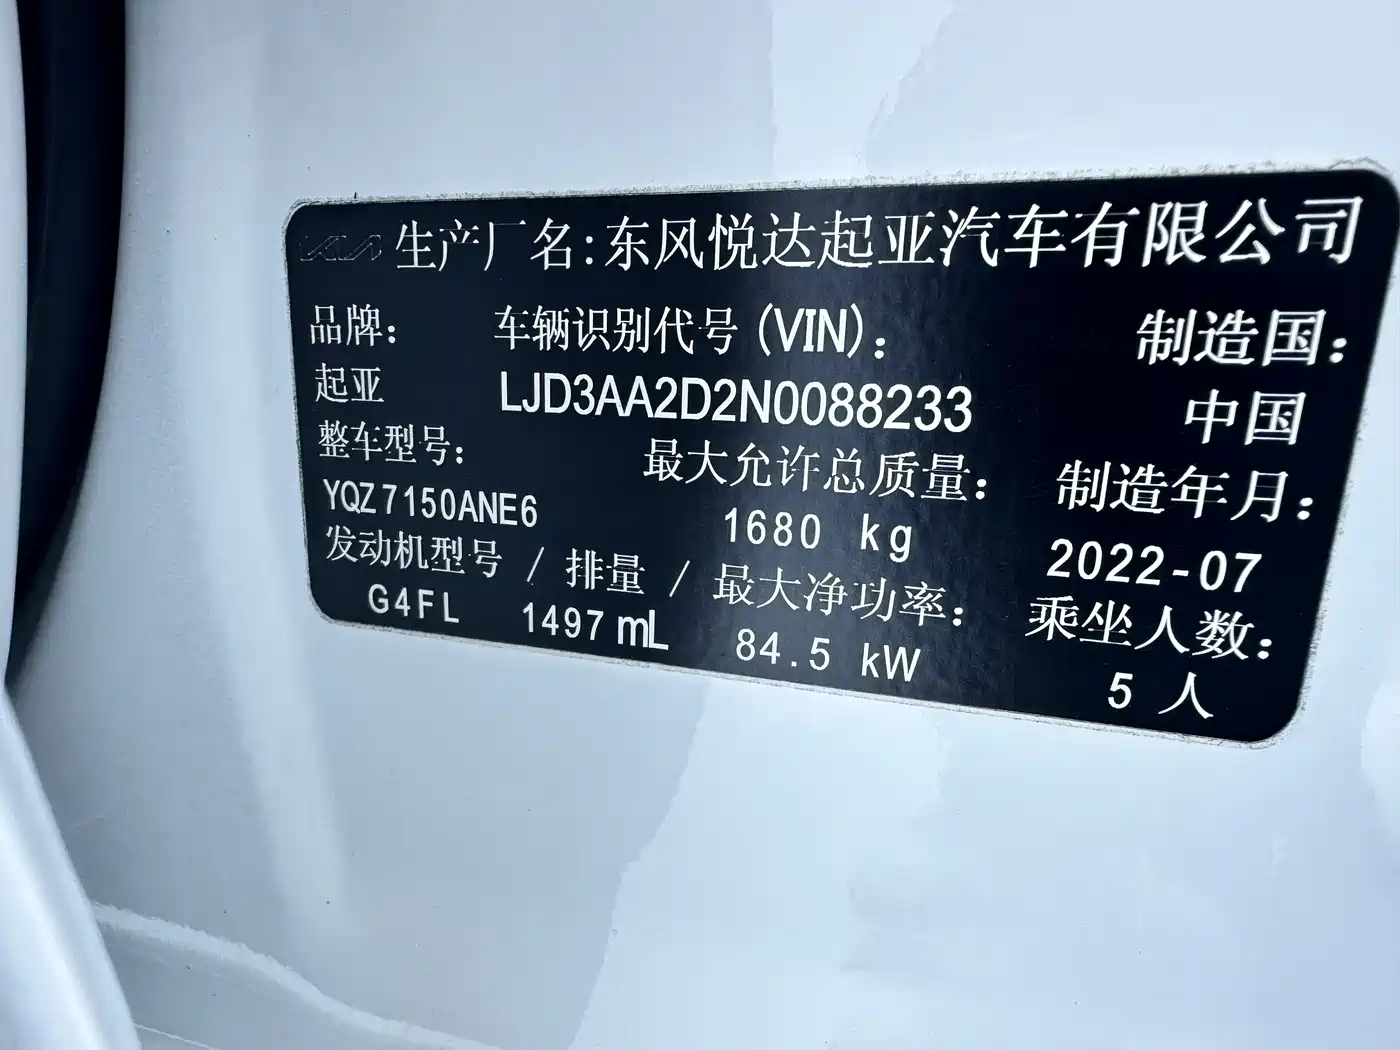 KIA 生产厂名:东风悦达起亚汽车有限公司
品牌: 车辆识别代号(VIN): 制造国:
起亚 LJD3AA2D2N0088233 中国
整车型号: 最大允许总质量: 制造年月:
YQZ7150ANE6 1680 kg 2022-07
发动机型号 / 排量 / 最大净功率: 乘坐人数:
G4FL 1497 mL 84.5 kW 5 人